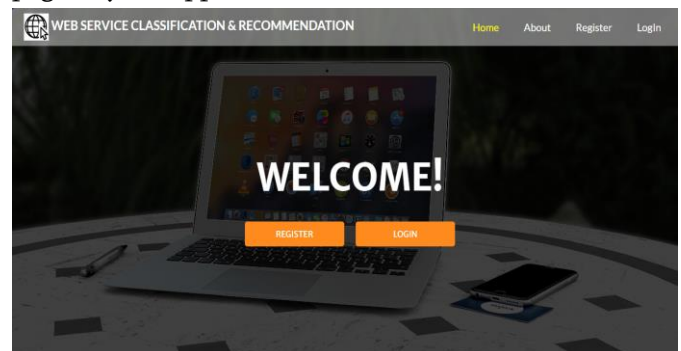 WEB SERVICE CLASSIFICATION & RECOMMENDATION
Home About Register LogIn
WELCOME!
REGISTER LOGIN